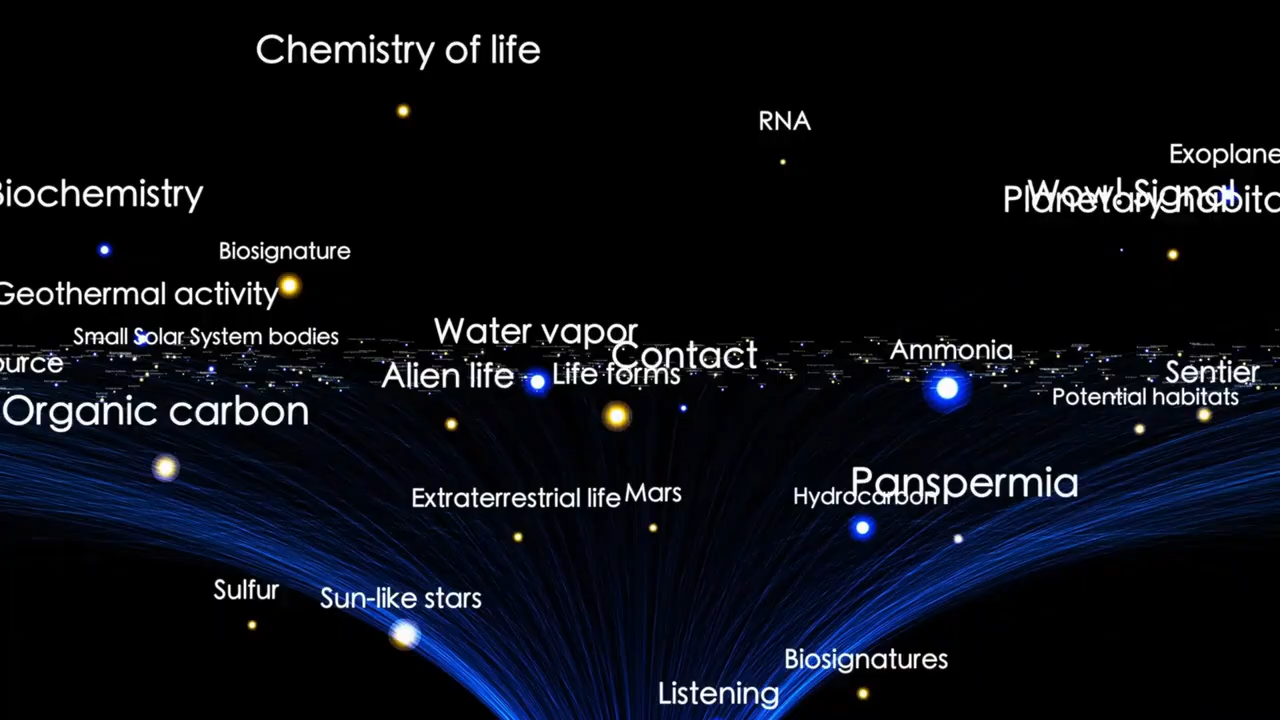 Chemistry of life
RNA
Exoplane
Biochemistry
Wow! Signal
Planetary habita
Biosignature
Geothermal activity
Small Solar System bodies
Water vapor
Contact
Ammonia
ource
Alien life
Life forms
Sentier
Potential habitats
Organic carbon
Panspermia
Extraterrestrial life
Mars
Hydrocarbon
Sulfur
Sun-like stars
Biosignatures
Listening